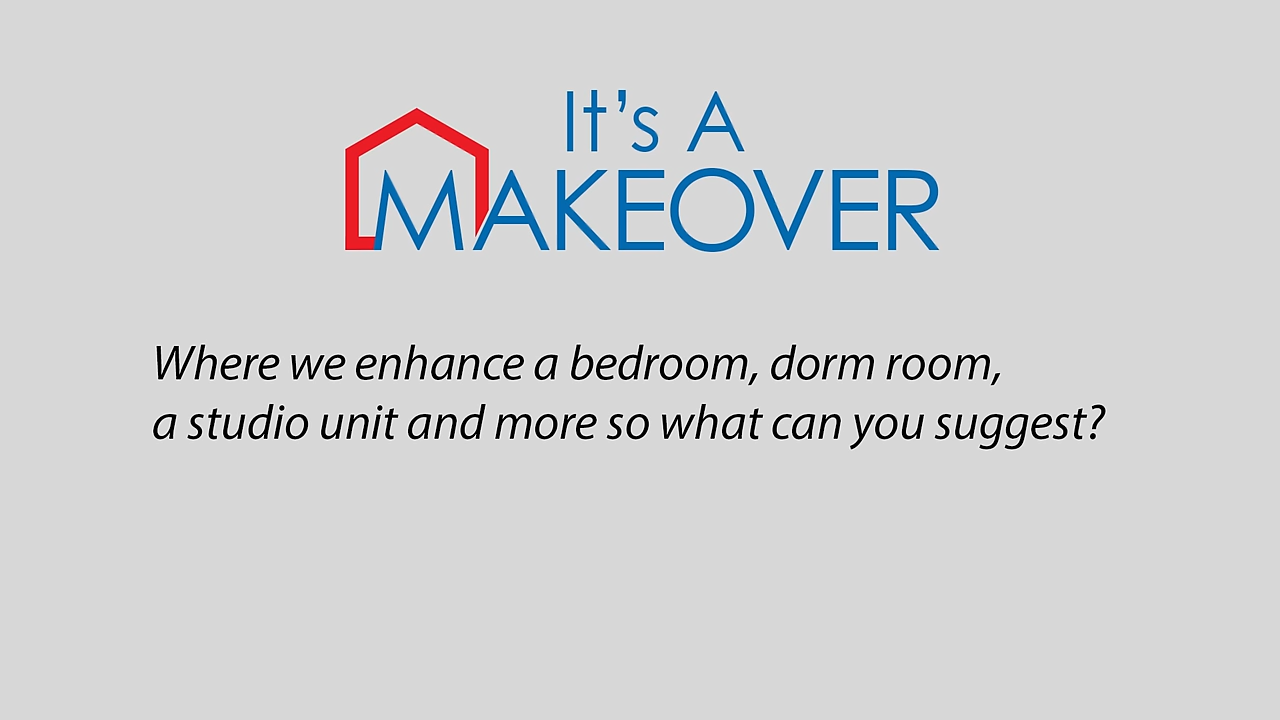 It’s A
MAKEOVER
Where we enhance a bedroom, dorm room,
a studio unit and more so what can you suggest?